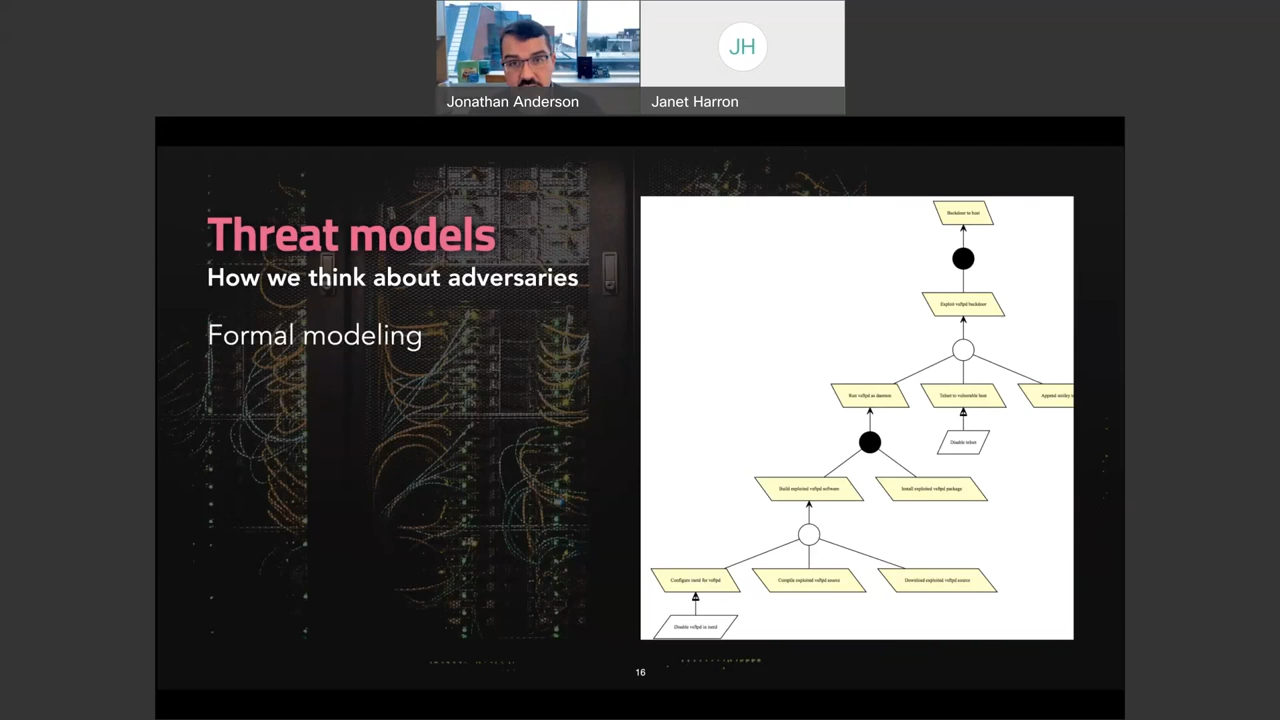 JH
Jonathan Anderson
Janet Harron
Threat models
How we think about adversaries
Formal modeling
Backdoor to host
Exploit vsftpd backdoor
Run vsftpd as daemon
Telnet to vulnerable host
Append smiley
Disable telnet
Build exploited vsftpd software
Install exploited vsftpd package
Configure inetd for vsftpd
Compile exploited vsftpd source
Download exploited vsftpd source
Disable vsftpd in inetd
16